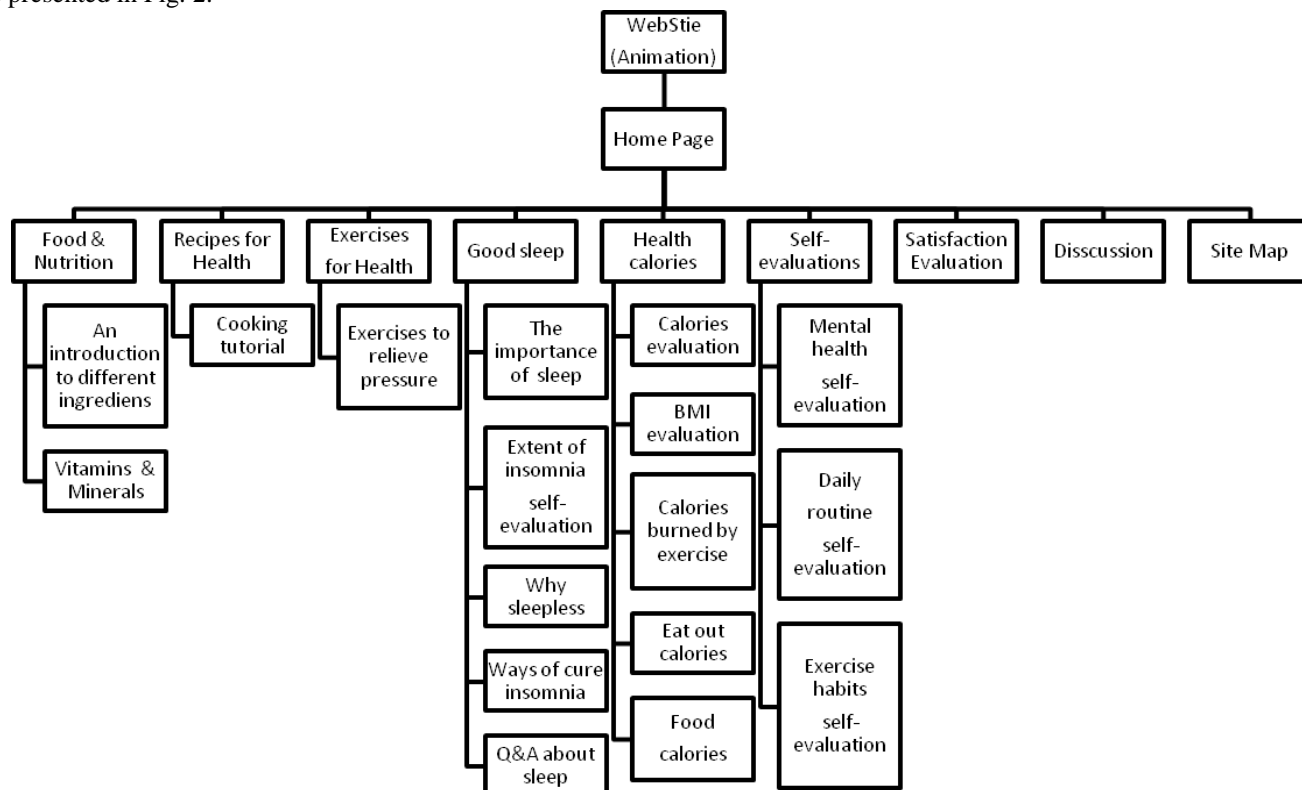 presented in Fig. 2.
WebStie
(Animation)
Home Page
Food &
Nutrition
Recipes for
Health
Exercises
for Health
Good sleep
Health
calories
Self-
evaluations
Satisfaction
Evaluation
Disscussion
Site Map
An
introduction
to different
ingrediens
Vitamins &
Minerals
Cooking
tutorial
Exercises to
relieve
pressure
The
importance
of sleep
Extent of
insomnia
self-
evaluation
Why
sleepless
Ways of cure
insomnia
Q&A about
sleep
Calories
evaluation
BMI
evaluation
Calories
burned by
exercise
Eat out
calories
Food
calories
Mental
health
self-
evaluation
Daily
routine
self-
evaluation
Exercise
habits
self-
evaluation